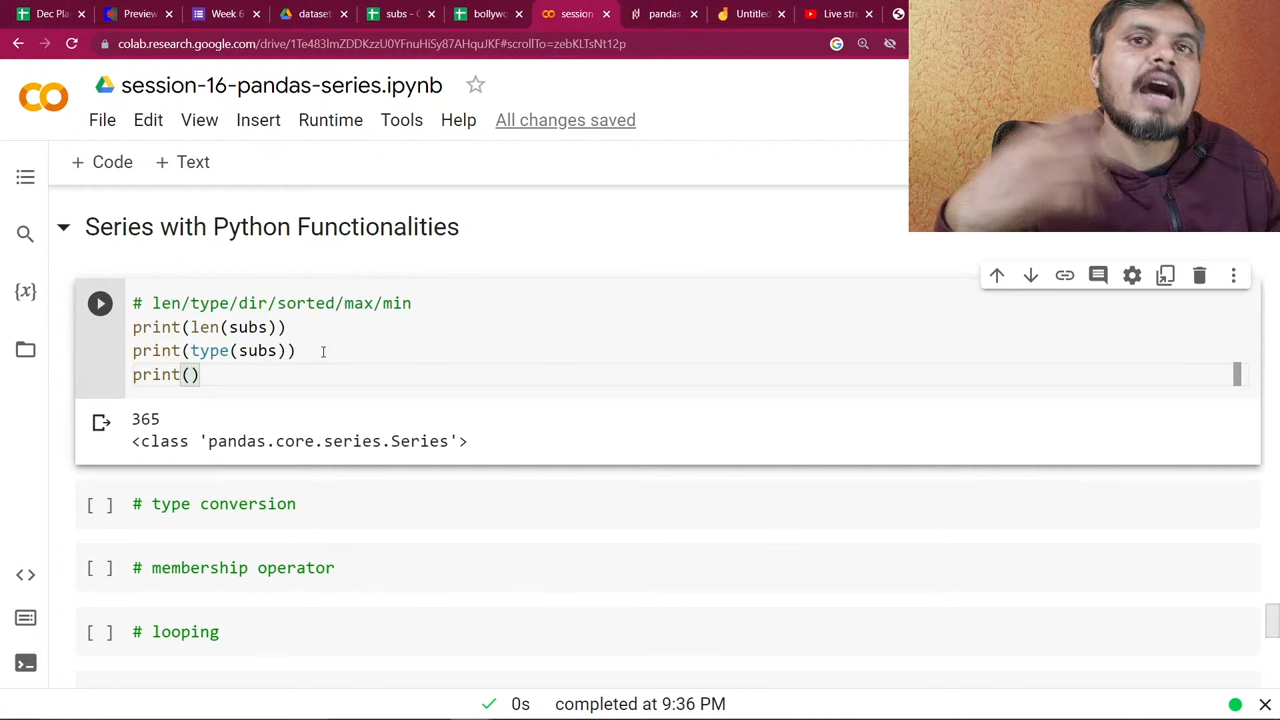 Dec Pla
Preview
Week 6
dataset
subs - G
bollywo
session
pandas
Untitled
Live stre
colab.research.google.com/drive/1Te483lmZDDKzzU0YFnuHiSy87AHquJKF#scrollTo=zebKLTsNt12p
CO
session-16-pandas-series.ipynb
File Edit View Insert Runtime Tools Help All changes saved
+ Code + Text
Series with Python Functionalities
# len/type/dir/sorted/max/min
print(len(subs))
print(type(subs))
print()
365
<class 'pandas.core.series.Series'>
[ ] # type conversion
[ ] # membership operator
[ ] # looping
0s completed at 9:36 PM